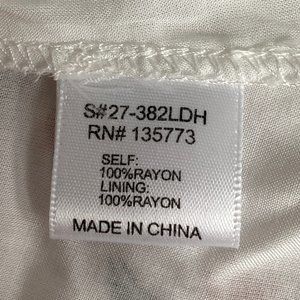 S#27-382LDH
RN# 135773
SELF:
100%RAYON
LINING:
100%RAYON
MADE IN CHINA